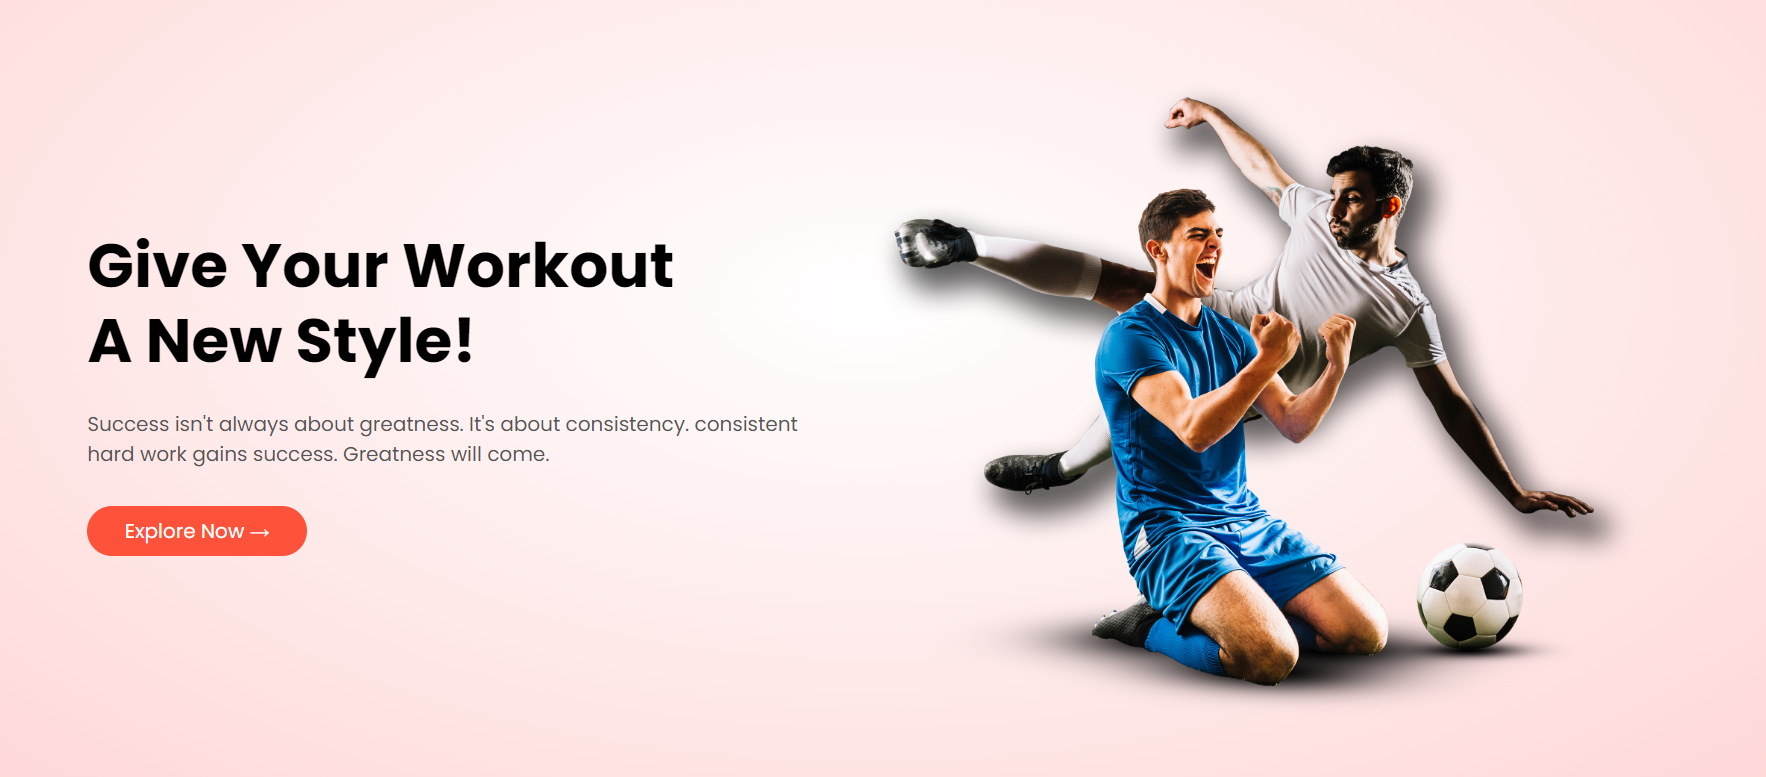 Give Your Workout
A New Style!
Success isn't always about greatness. It's about consistency. consistent
hard work gains success. Greatness will come.
Explore Now →